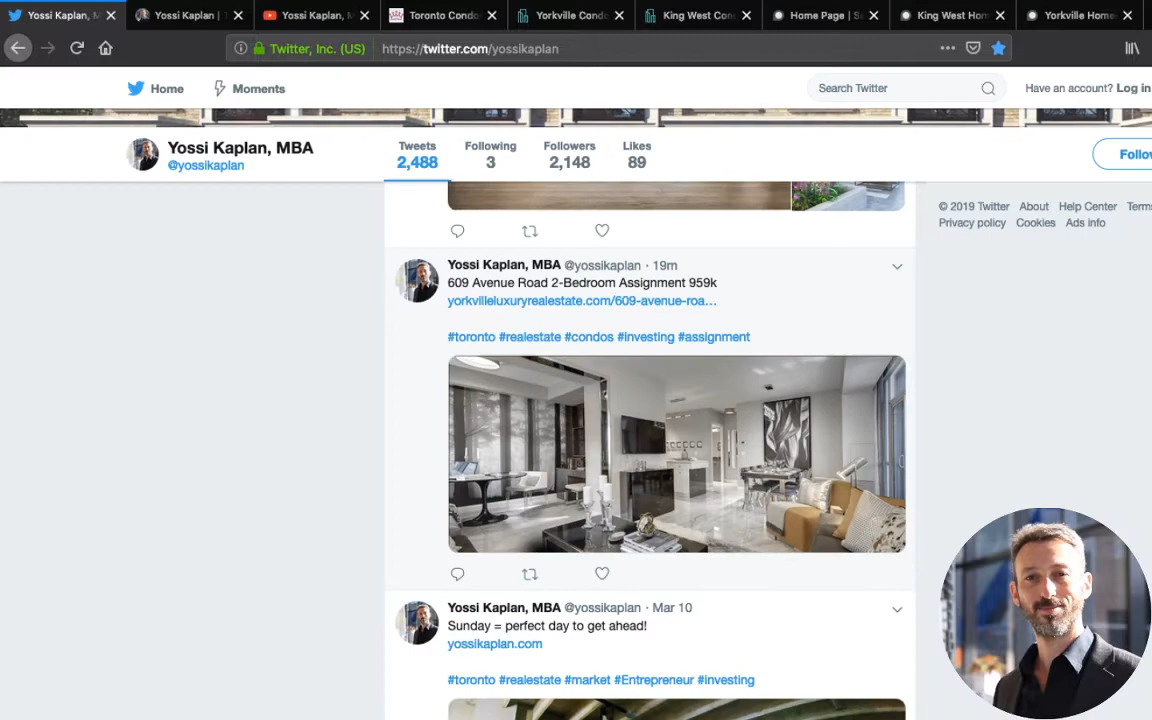 Yossi Kaplan, M
Yossi Kaplan | T
Yossi Kaplan, M
Toronto Condo
Yorkville Condo
King West Con
Home Page | S
King West Hom
Yorkville Home
Twitter, Inc. (US)
https://twitter.com/yossikaplan
Home
Moments
Search Twitter
Have an account? Log in
Yossi Kaplan, MBA
@yossikaplan
Tweets
2,488
Following
3
Followers
2,148
Likes
89
Follo
© 2019 Twitter About Help Center Terms
Privacy policy Cookies Ads info
Yossi Kaplan, MBA @yossikaplan · 19m
609 Avenue Road 2-Bedroom Assignment 959k
yorkvilleluxuryrealestate.com/609-avenue-roa…
#toronto #realestate #condos #investing #assignment
Yossi Kaplan, MBA @yossikaplan · Mar 10
Sunday = perfect day to get ahead!
yossikaplan.com
#toronto #realestate #market #Entrepreneur #investing